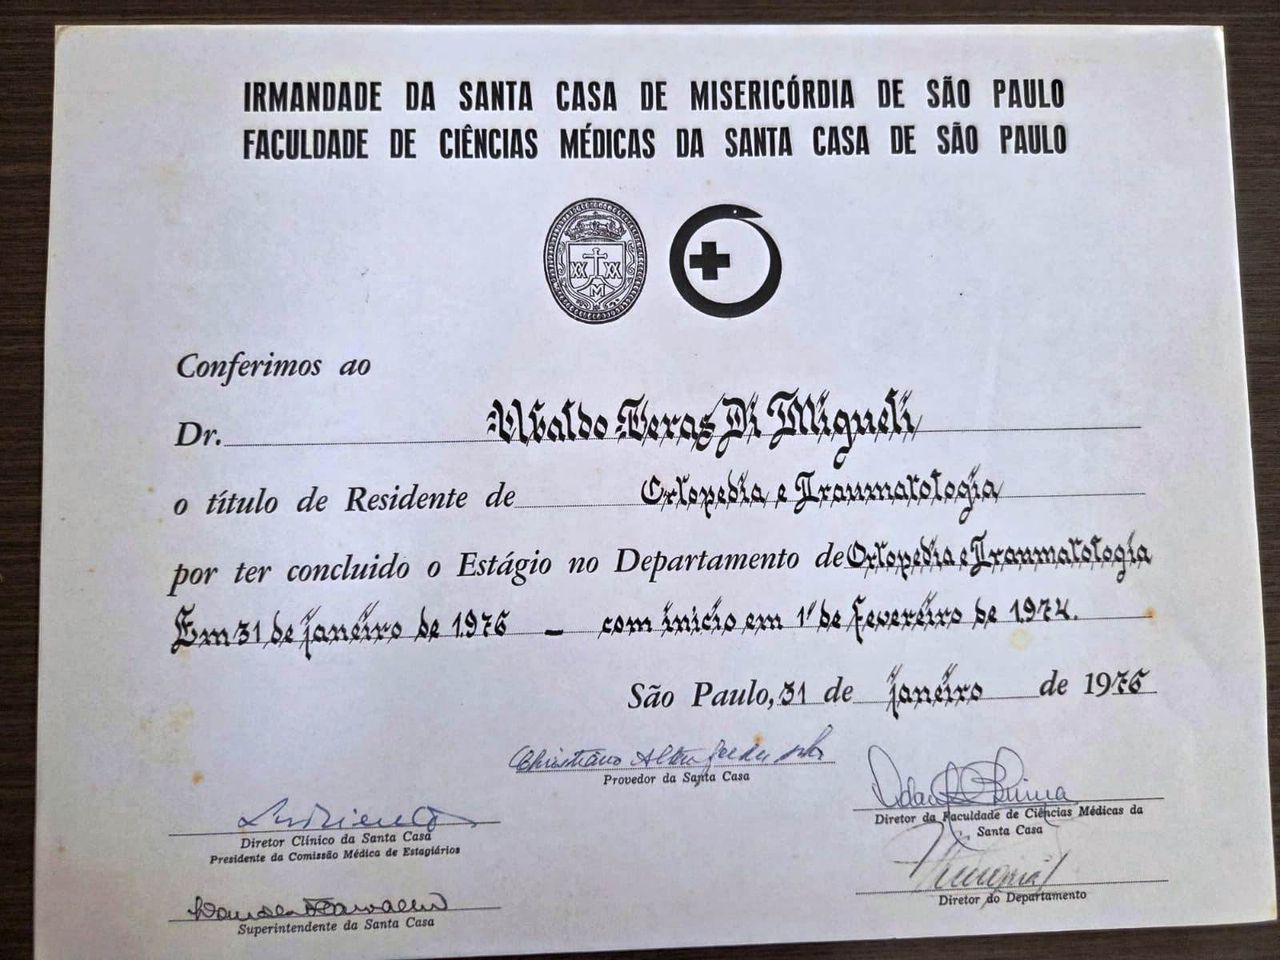 IRMANDADE DA SANTA CASA DE MISERICÓRDIA DE SÃO PAULO
FACULDADE DE CIÊNCIAS MÉDICAS DA SANTA CASA DE SÃO PAULO
Conferimos ao
Dr. Ubaldo Teras Di Migueli
o título de Residente de Ortopedia e Traumatologia
por ter concluido o Estágio no Departamento de Ortopedia e Traumatologia
Em 31 de janeiro de 1976 — com inicio em 1º de fevereiro de 1974.
São Paulo, 31 de janeiro de 1976
Christiano
Provedor da Santa Casa
Diretor da Faculdade de Ciências Médicas da
Santa Casa
Diretor Clínico da Santa Casa
Presidente da Comissão Médica de Estagiários
Diretor do Departamento
Superintendente da Santa Casa